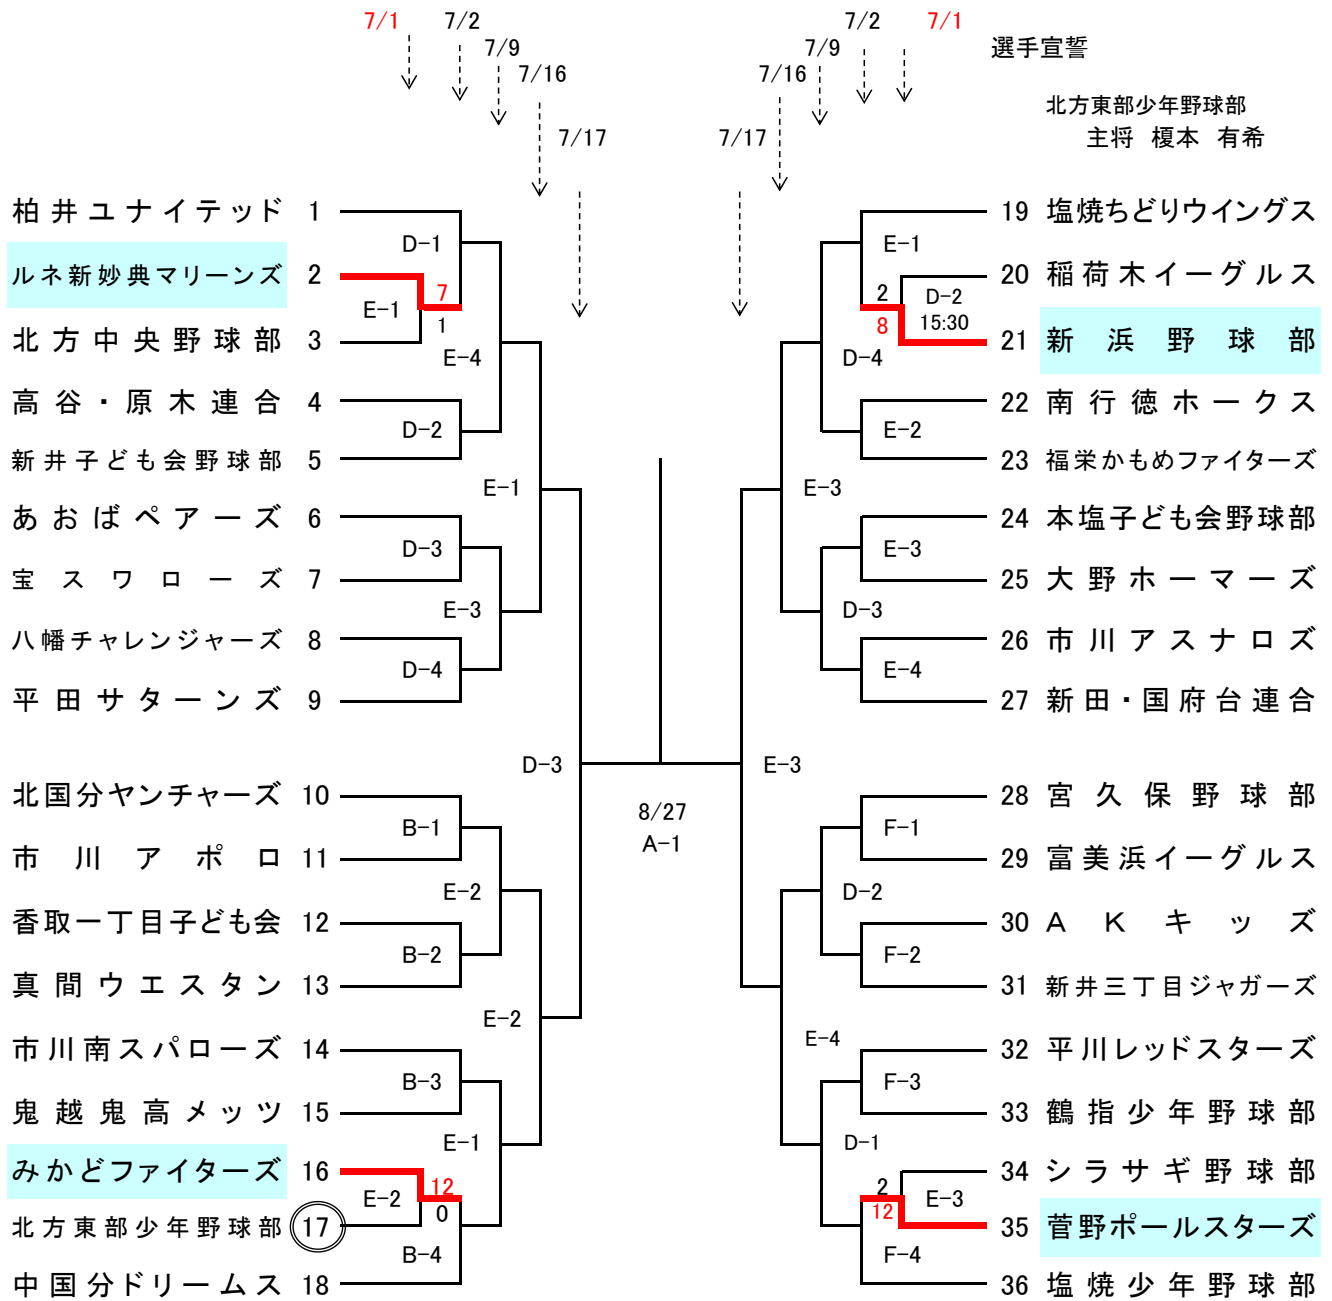 7/1 7/2 7/9 7/16 7/17
7/17 7/16 7/9 7/2 7/1
選手宣誓
北方東部少年野球部
主将 榎本 有希
柏井ユナイテッド 1
ルネ新妙典マリーンズ 2
北方中央野球部 3
高谷・原木連合 4
新井子ども会野球部 5
あおばペアーズ 6
宝スワローズ 7
八幡チャレンジャーズ 8
平田サターンズ 9
北国分ヤンチャーズ 10
市川アポロ 11
香取一丁目子ども会 12
真間ウエスタン 13
市川南スパローズ 14
鬼越鬼高メッツ 15
みかどファイターズ 16
北方東部少年野球部 17
中国分ドリームス 18
D-1
E-1
7
1
E-4
D-2
E-1
D-3
E-3
D-4
D-3
B-1
E-2
B-2
E-2
B-3
E-1
E-2
12
0
B-4
8/27
A-1
19 塩焼ちどりウイングス
20 稲荷木イーグルス
21 新浜野球部
22 南行徳ホークス
23 福栄かもめファイターズ
24 本塩子ども会野球部
25 大野ホーマーズ
26 市川アスナロズ
27 新田・国府台連合
28 宮久保野球部
29 富美浜イーグルス
30 AKキッズ
31 新井三丁目ジャガーズ
32 平川レッドスターズ
33 鶴指少年野球部
34 シラサギ野球部
35 菅野ポールスターズ
36 塩焼少年野球部
E-1
2
8
D-2
15:30
D-4
E-2
E-3
E-3
D-3
E-4
E-3
F-1
D-2
F-2
E-4
F-3
D-1
2
12
E-3
F-4